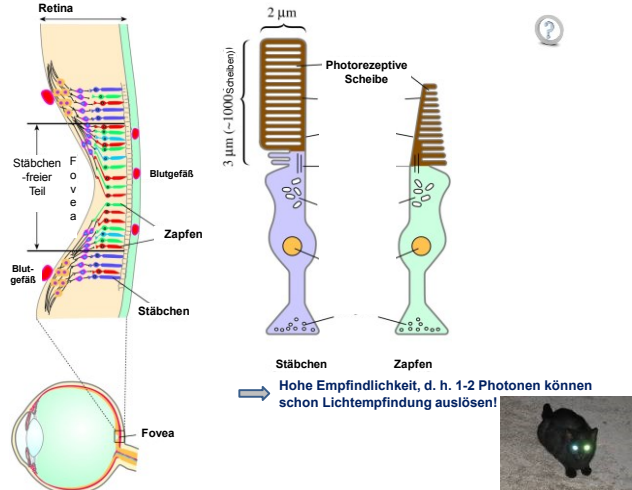 Retina
Stäbchen
-freier
Teil
F
o
v
e
a
Blutgefäß
Zapfen
Blut-
gefäß
Stäbchen
Fovea
2 μm
3 μm (~1000 Scheiben)
Photorezeptive
Scheibe
Stäbchen
Zapfen
Hohe Empfindlichkeit, d. h. 1-2 Photonen können
schon Lichtempfindung auslösen!
?